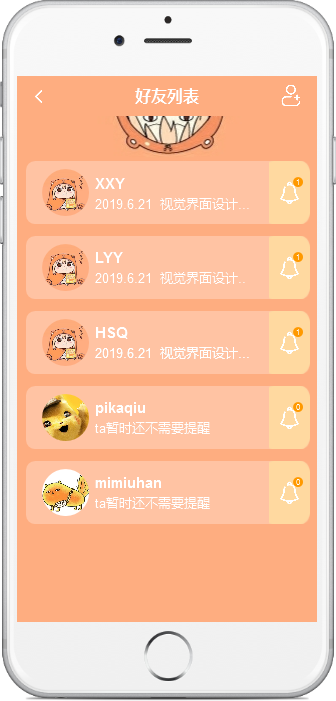 好友列表
XXY
1
2019.6.21 视觉界面设计...
LYY
1
2019.6.21 视觉界面设计..
HSQ
1
2019.6.21 视觉界面设计...
pikaqiu
0
ta暂时还不需要提醒
mimiuhan
0
ta暂时还不需要提醒